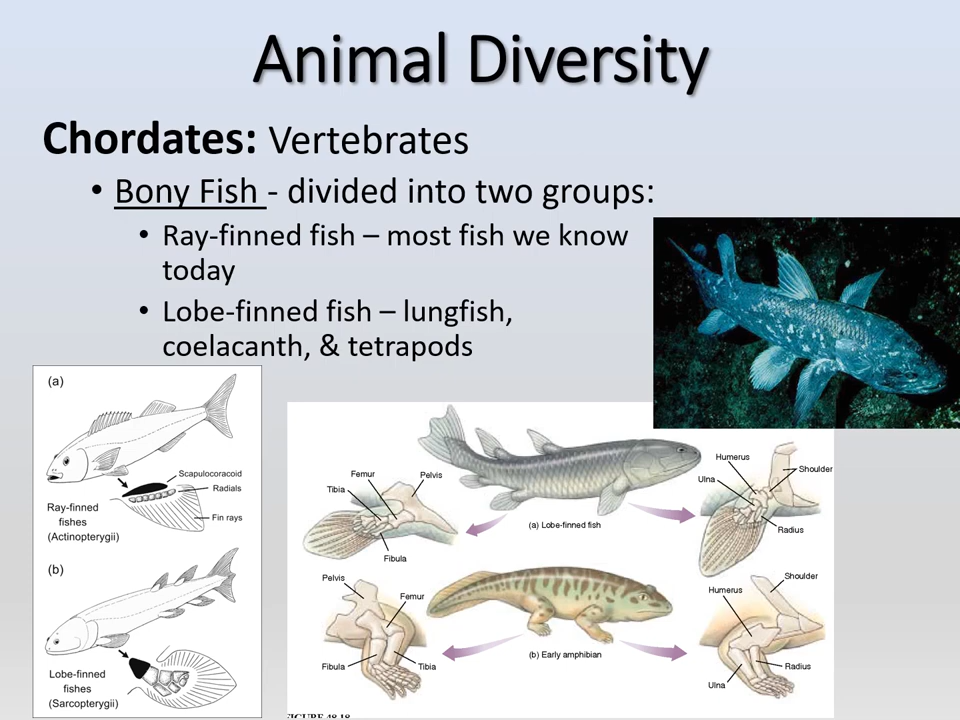 Animal Diversity
Chordates: Vertebrates
• Bony Fish - divided into two groups:
• Ray-finned fish – most fish we know
today
• Lobe-finned fish – lungfish,
coelacanth, & tetrapods
(a)
Scapulocoracoid
Radials
Fin rays
Ray-finned
fishes
(Actinopterygii)
(b)
Lobe-finned
fishes
(Sarcopterygii)
Femur
Pelvis
Tibia
Fibula
(a) Lobe-finned fish
Humerus
Shoulder
Ulna
Radius
Pelvis
Femur
Fibula
Tibia
(b) Early amphibian
Shoulder
Humerus
Radius
Ulna
FIGURE 48.18